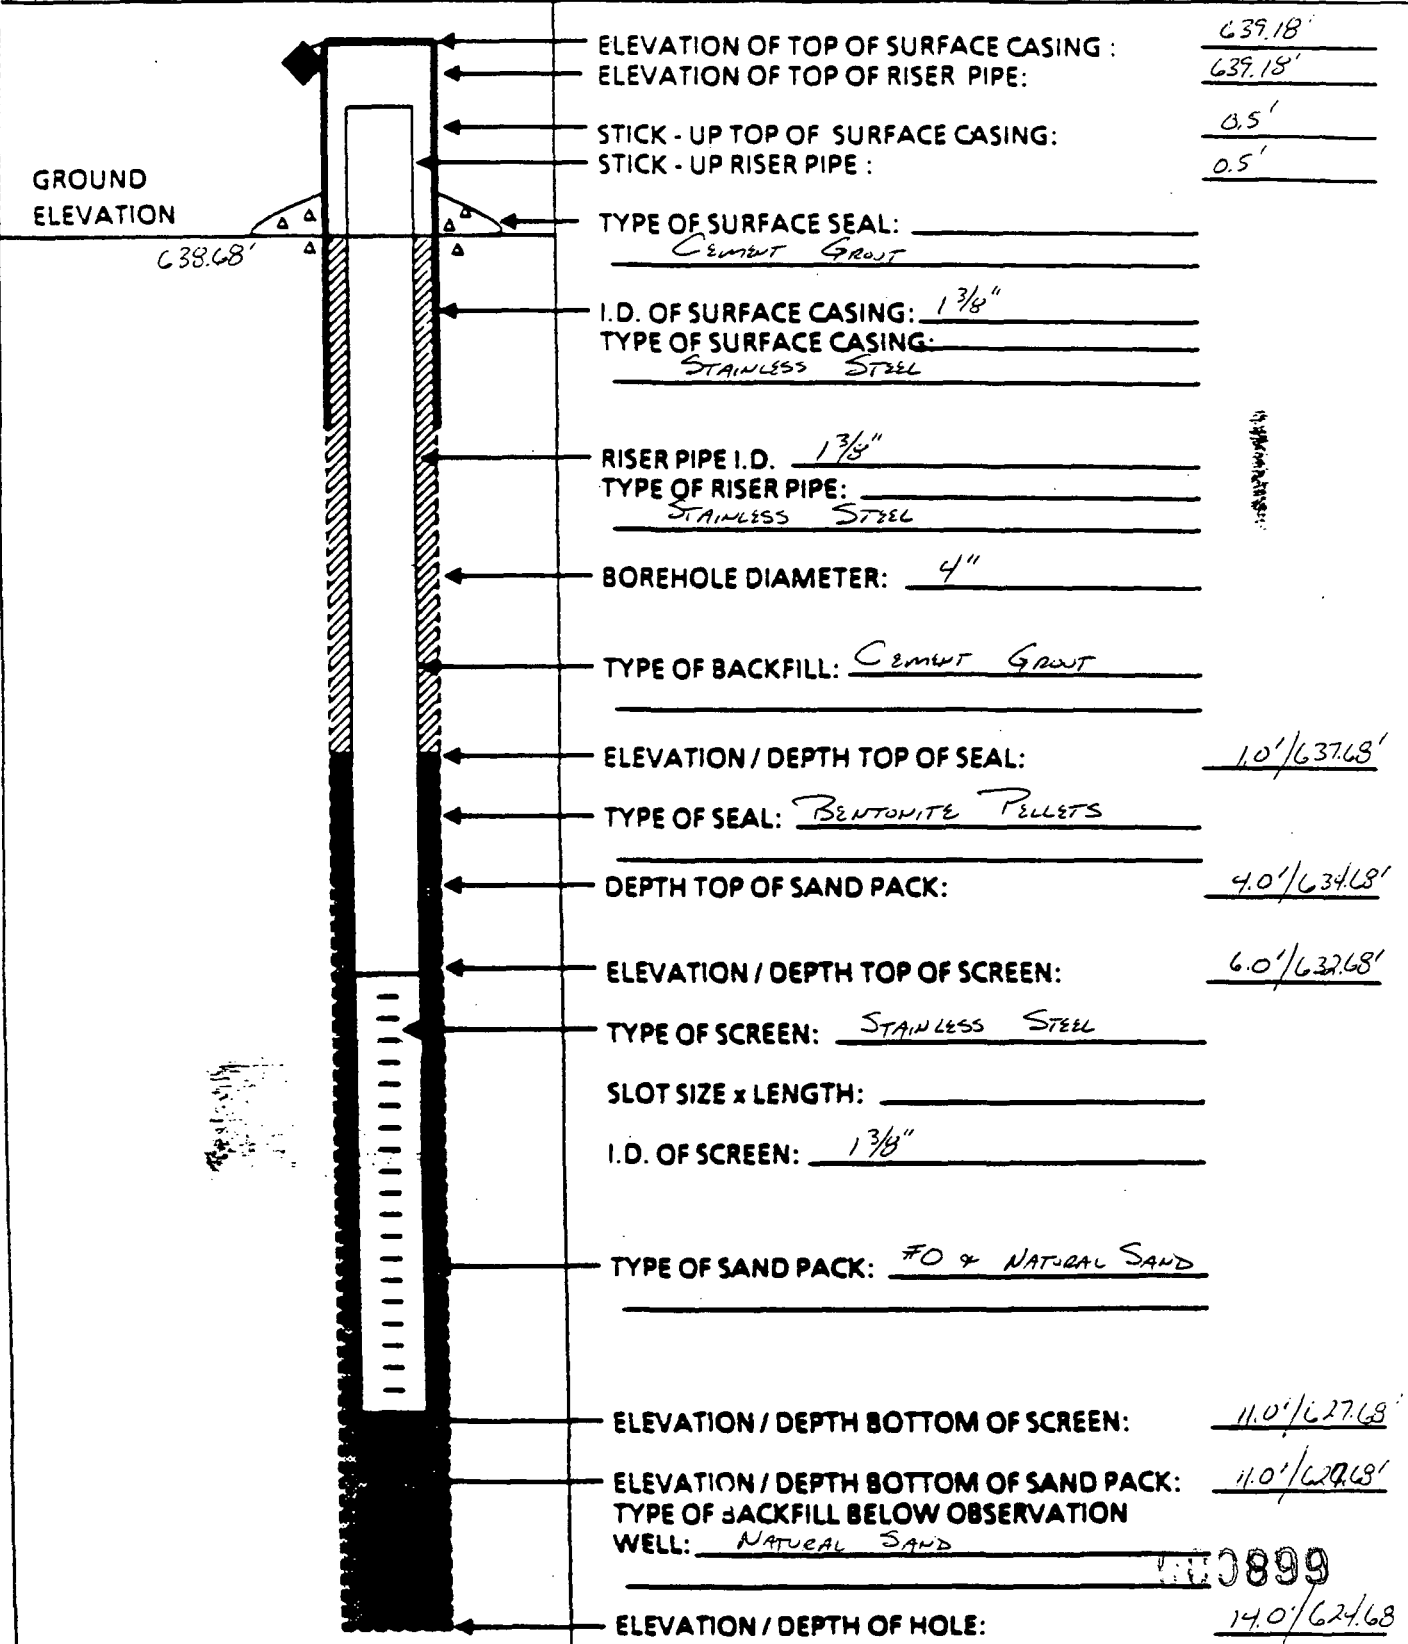 ELEVATION OF TOP OF SURFACE CASING : 639.18'
ELEVATION OF TOP OF RISER PIPE: 639.18'
STICK - UP TOP OF SURFACE CASING: 0.5'
STICK - UP RISER PIPE : 0.5'
GROUND
ELEVATION
638.68'
TYPE OF SURFACE SEAL:
CEMENT GROUT
I.D. OF SURFACE CASING: 1 3/8"
TYPE OF SURFACE CASING:
STAINLESS STEEL
RISER PIPE I.D. 1 3/8"
TYPE OF RISER PIPE:
STAINLESS STEEL
BOREHOLE DIAMETER: 4"
TYPE OF BACKFILL: CEMENT GROUT
ELEVATION / DEPTH TOP OF SEAL: 1.0'/637.68'
TYPE OF SEAL: BENTONITE PELLETS
DEPTH TOP OF SAND PACK: 4.0'/634.68'
ELEVATION / DEPTH TOP OF SCREEN: 6.0'/632.68'
TYPE OF SCREEN: STAINLESS STEEL
SLOT SIZE x LENGTH:
I.D. OF SCREEN: 1 3/8"
TYPE OF SAND PACK: #0 & NATURAL SAND
ELEVATION / DEPTH BOTTOM OF SCREEN: 11.0'/627.68'
ELEVATION / DEPTH BOTTOM OF SAND PACK: 11.0'/
TYPE OF BACKFILL BELOW OBSERVATION
WELL: NATURAL SAND
0899
ELEVATION / DEPTH OF HOLE: 14.0'/624.68